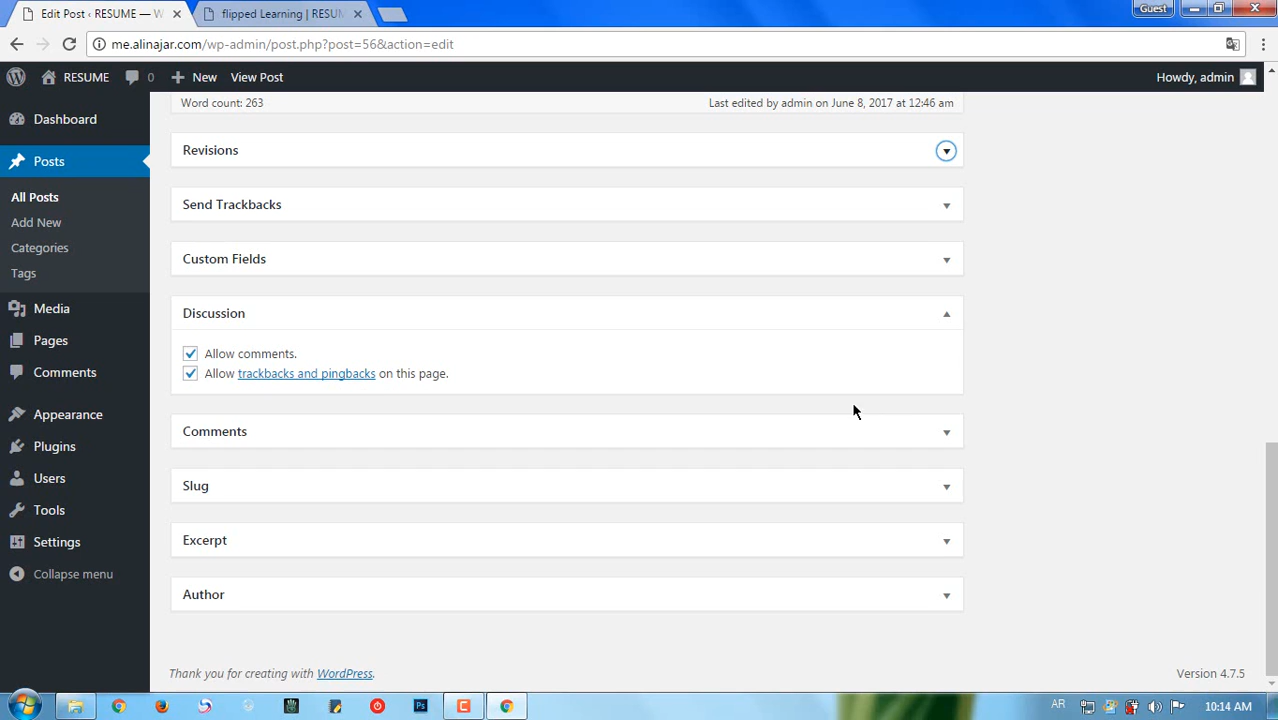 Edit Post ‹ RESUME — W
flipped Learning | RESUM
Guest
me.alinajar.com/wp-admin/post.php?post=56&action=edit
RESUME
0
New
View Post
Howdy, admin
Word count: 263
Last edited by admin on June 8, 2017 at 12:46 am
Dashboard
Posts
All Posts
Add New
Categories
Tags
Media
Pages
Comments
Appearance
Plugins
Users
Tools
Settings
Collapse menu
Revisions
Send Trackbacks
Custom Fields
Discussion
Allow comments.
Allow trackbacks and pingbacks on this page.
Comments
Slug
Excerpt
Author
Thank you for creating with WordPress.
Version 4.7.5
Ps
C
AR
10:14 AM